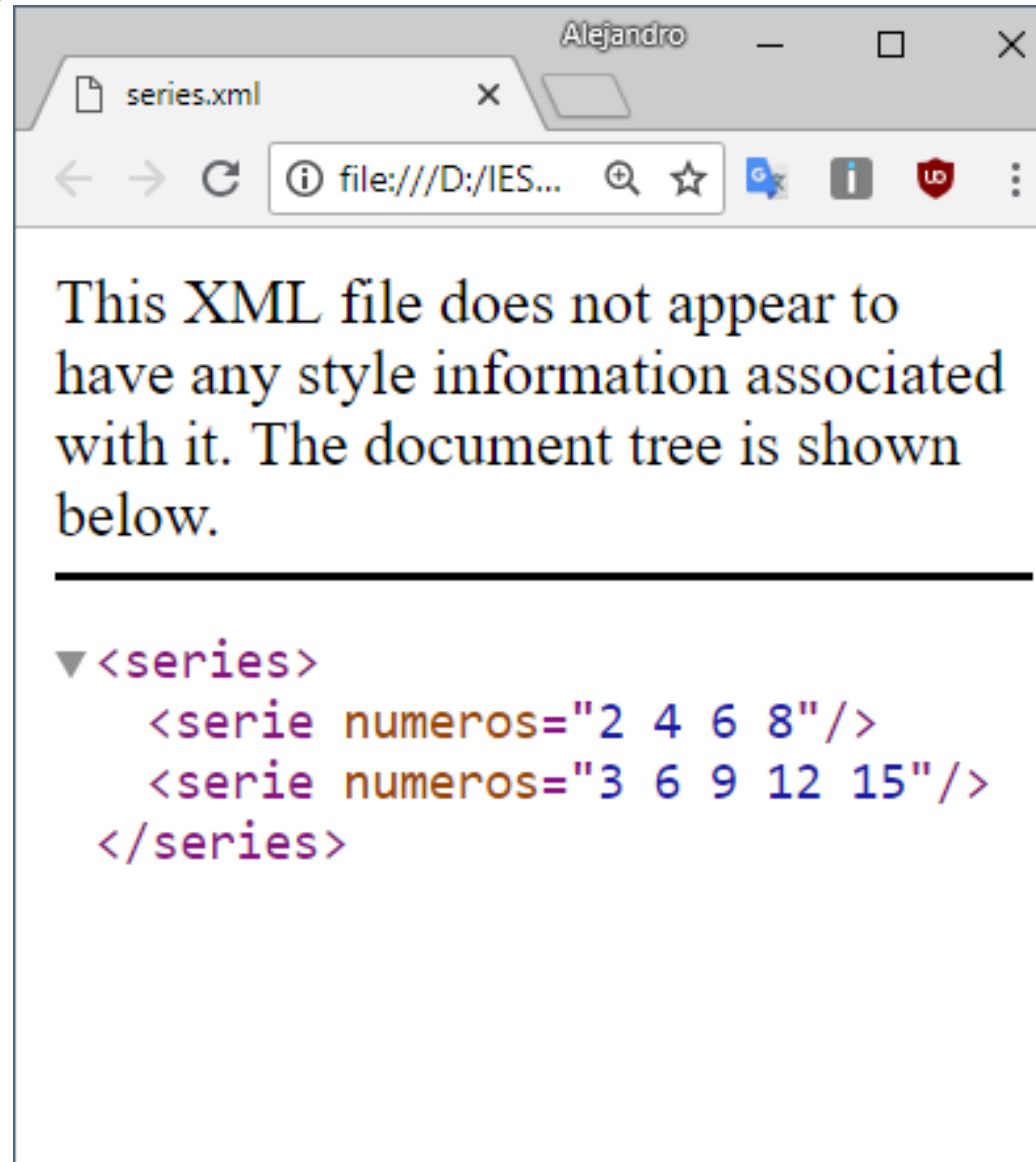 Alejandro
series.xml
file:///D:/IES...
This XML file does not appear to
have any style information associated
with it. The document tree is shown
below.
▼<series>
<serie numeros="2 4 6 8"/>
<serie numeros="3 6 9 12 15"/>
</series>